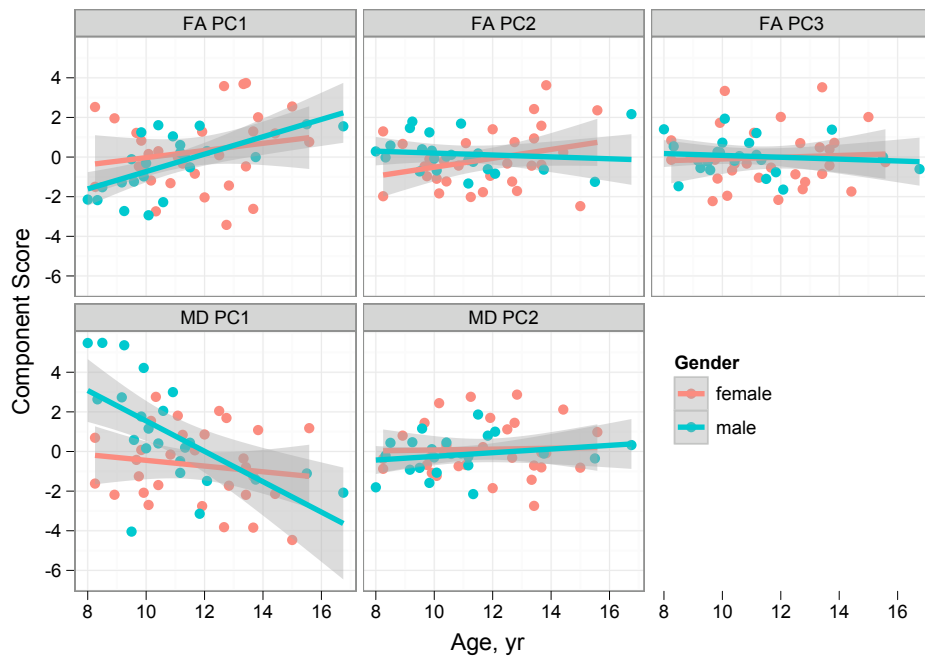 FA PC1
FA PC2
FA PC3
4
2
0
-2
-4
-6
MD PC1
MD PC2
4
2
0
-2
-4
-6
Component Score
Gender
female
male
8 10 12 14 16
8 10 12 14 16
8 10 12 14 16
Age, yr